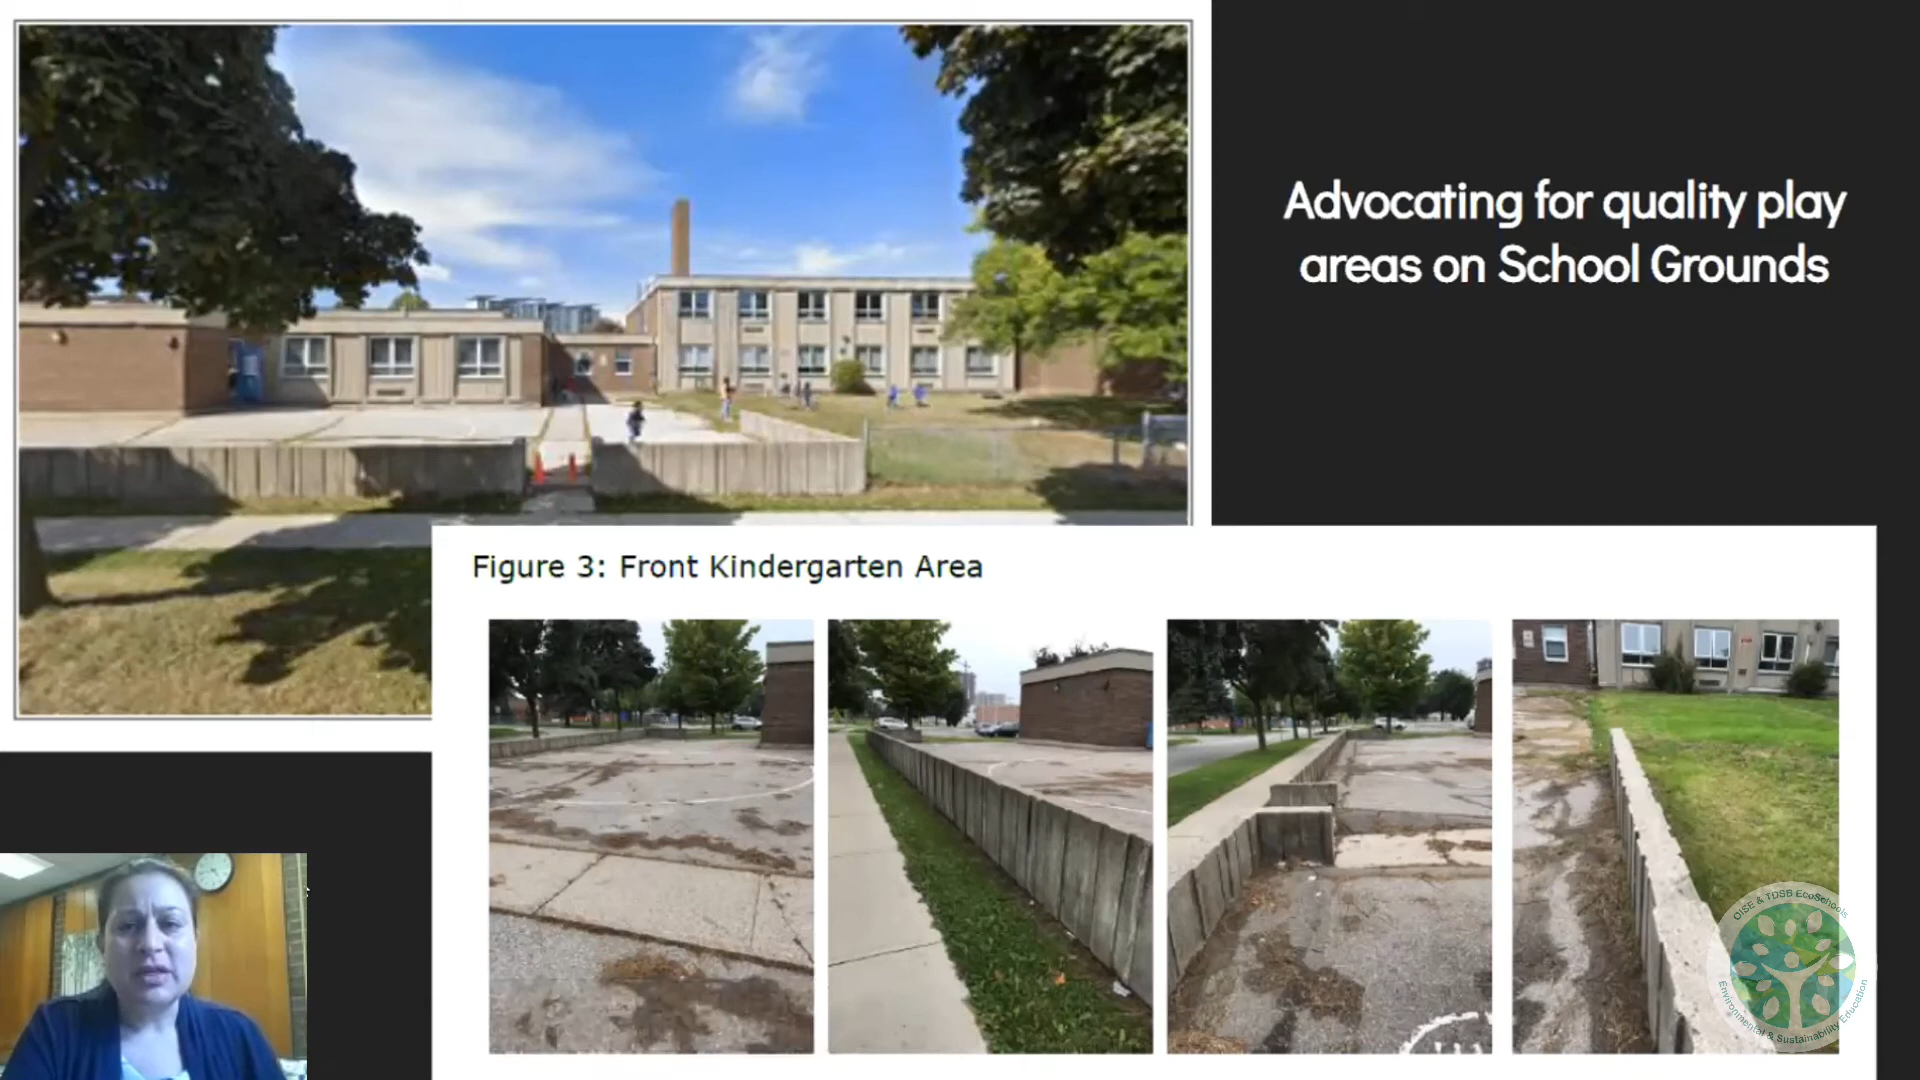 Advocating for quality play
areas on School Grounds
Figure 3: Front Kindergarten Area
OISE & TDSB EcoSchools
Environmental & Sustainability Education